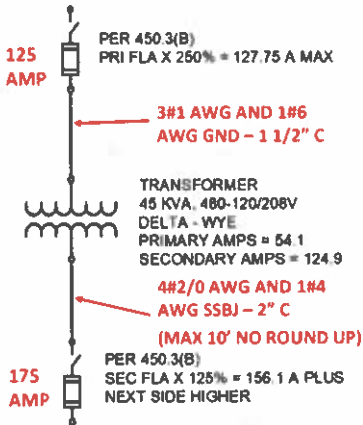 PER 450.3(B)
125
AMP
PRI FLA X 250% = 127.75 A MAX
3#1 AWG AND 1#6
AWG GND – 1 1/2" C
TRANSFORMER
45 KVA, 480-120/208V
DELTA - WYE
PRIMARY AMPS = 54.1
SECONDARY AMPS = 124.9
4#2/0 AWG AND 1#4
AWG SSBJ – 2" C
(MAX 10' NO ROUND UP)
PER 450.3(B)
175
AMP
SEC FLA X 125% = 156.1 A PLUS
NEXT SIDE HIGHER